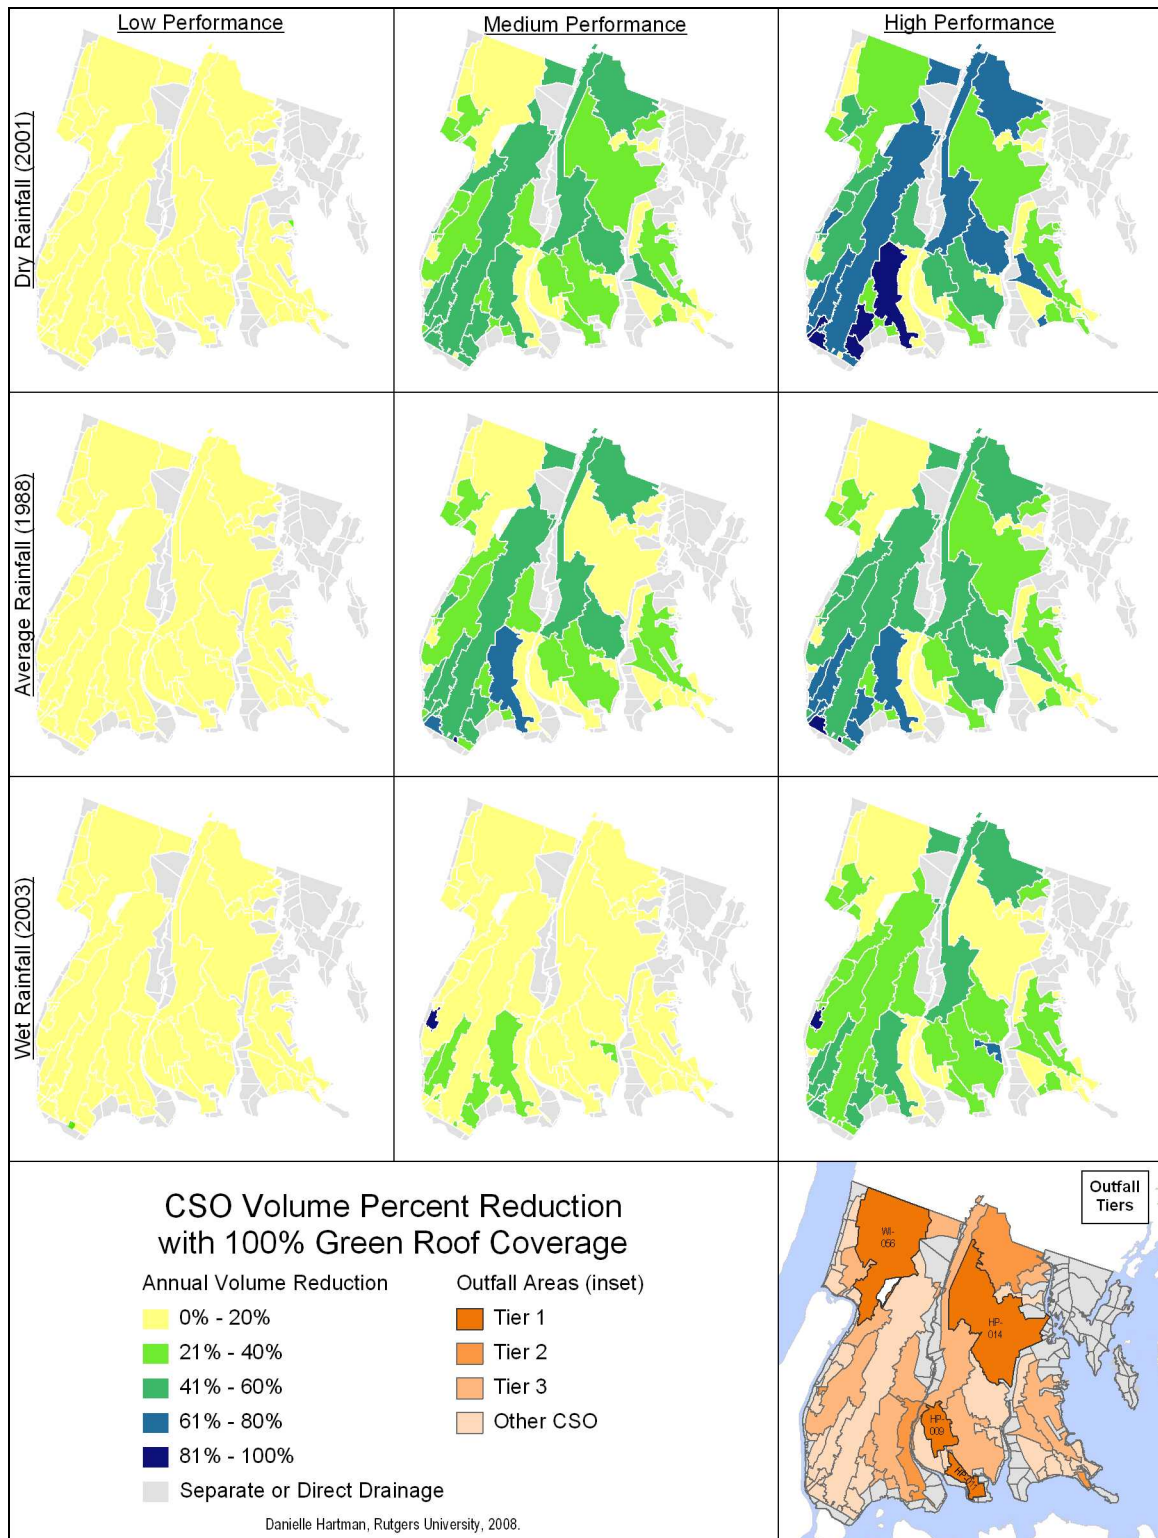 Low Performance
Medium Performance
High Performance
Dry Rainfall (2001)
Average Rainfall (1988)
Wet Rainfall (2003)
CSO Volume Percent Reduction
with 100% Green Roof Coverage
Annual Volume Reduction
0% - 20%
21% - 40%
41% - 60%
61% - 80%
81% - 100%
Separate or Direct Drainage
Outfall Areas (inset)
Tier 1
Tier 2
Tier 3
Other CSO
Danielle Hartman, Rutgers University, 2008.
Outfall
Tiers
WI-
056
HP-
014
HP-
009